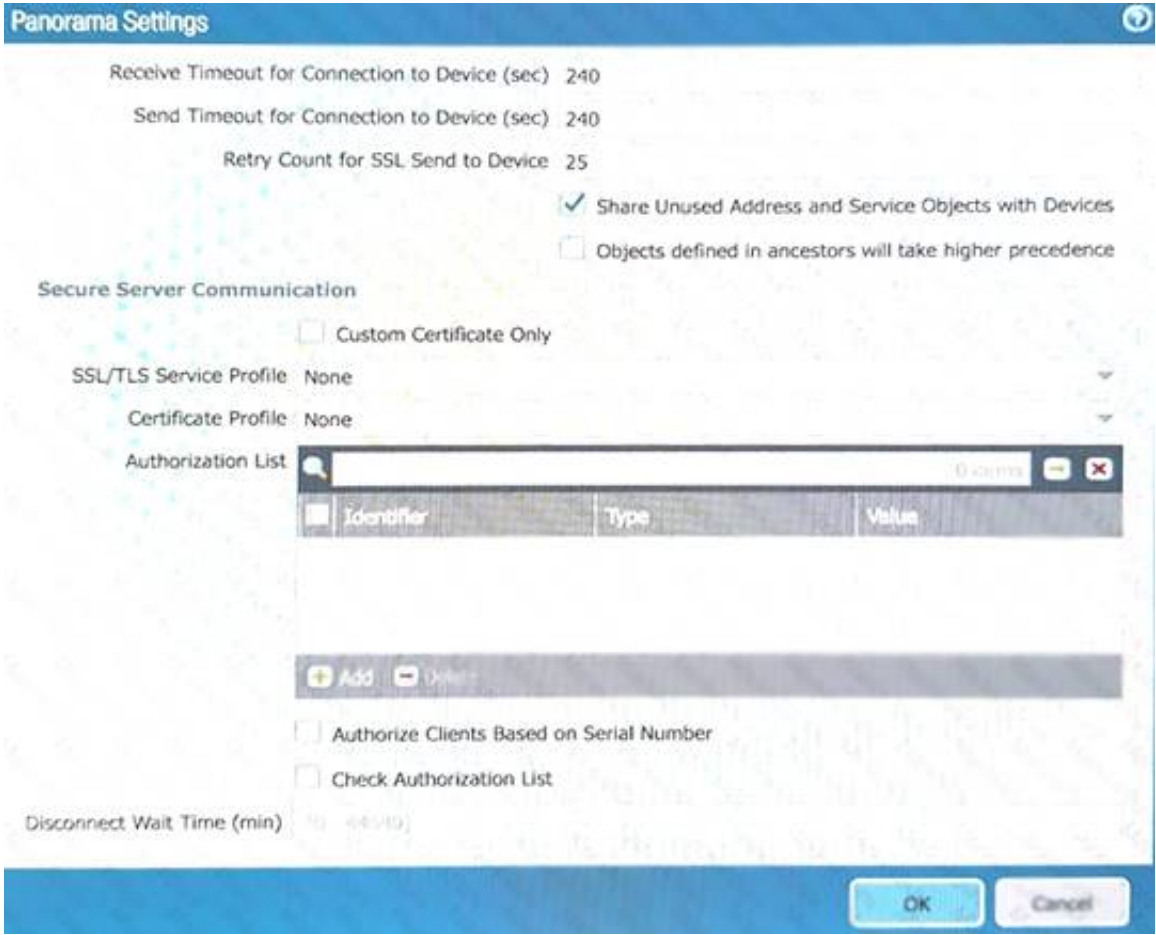 Panorama Settings
Receive Timeout for Connection to Device (sec) 240
Send Timeout for Connection to Device (sec) 240
Retry Count for SSL Send to Device 25
Share Unused Address and Service Objects with Devices
Objects defined in ancestors will take higher precedence
Secure Server Communication
Custom Certificate Only
SSL/TLS Service Profile None
Certificate Profile None
Authorization List
0 items
Identifier Type Value
Add Delete
Authorize Clients Based on Serial Number
Check Authorization List
Disconnect Wait Time (min)
OK Cancel